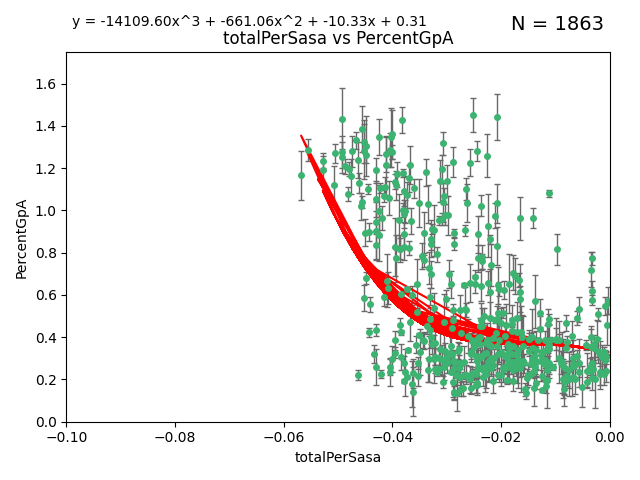 y = -14109.60x^3 + -661.06x^2 + -10.33x + 0.31
N = 1863
totalPerSasa vs PercentGpA
PercentGpA
1.6
1.4
1.2
1.0
0.8
0.6
0.4
0.2
0.0
−0.10 −0.08 −0.06 −0.04 −0.02 0.00
totalPerSasa